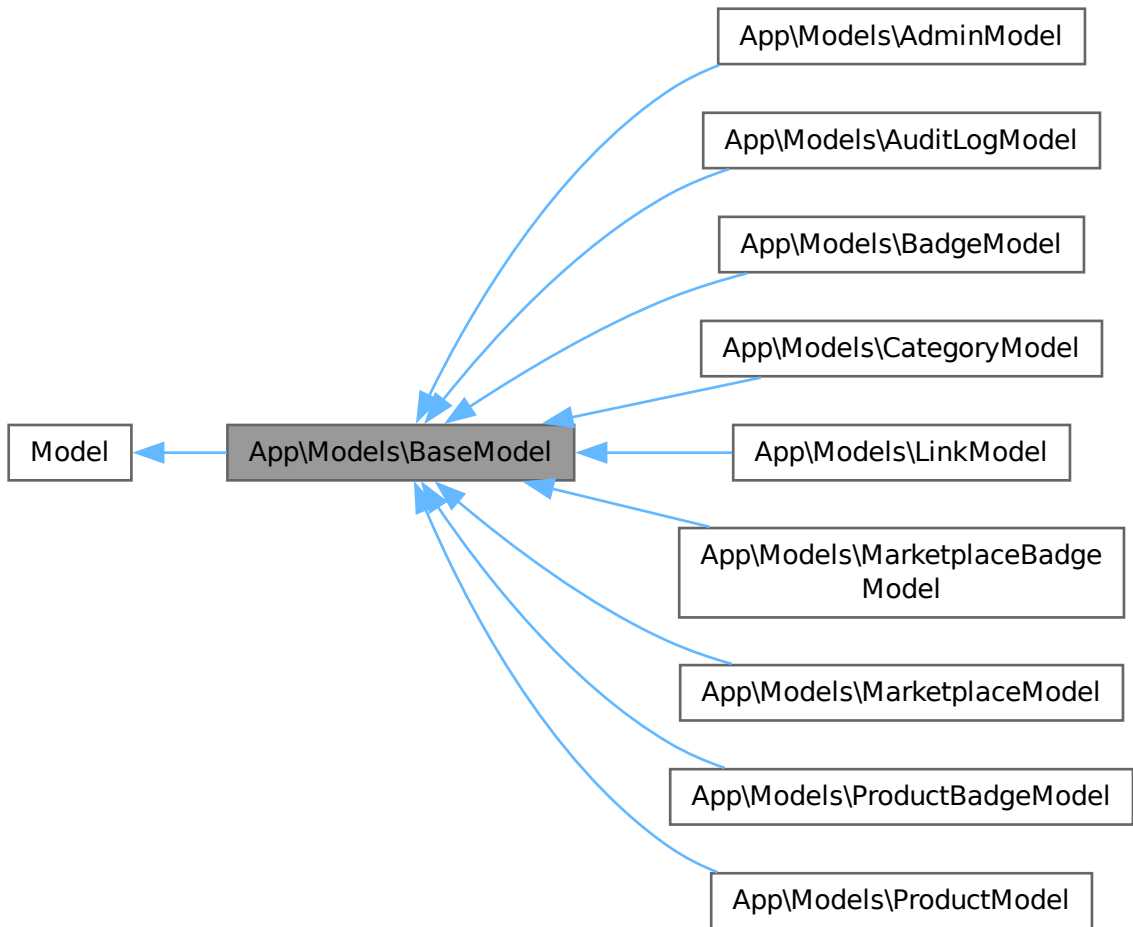 App\Models\AdminModel
App\Models\AuditLogModel
App\Models\BadgeModel
App\Models\CategoryModel
Model
App\Models\BaseModel
App\Models\LinkModel
App\Models\MarketplaceBadge
Model
App\Models\MarketplaceModel
App\Models\ProductBadgeModel
App\Models\ProductModel